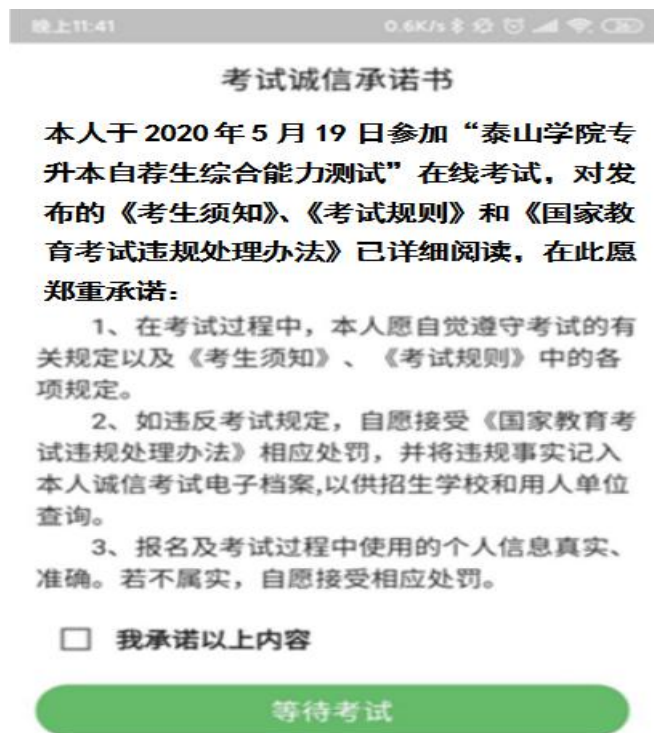 晚上11:41 0.6K/s
考试诚信承诺书
本人于2020年5月19日参加“泰山学院专
升本自荐生综合能力测试”在线考试，对发
布的《考生须知》、《考试规则》和《国家教
育考试违规处理办法》已详细阅读，在此愿
郑重承诺：
1、在考试过程中，本人愿自觉遵守考试的有
关规定以及《考生须知》、《考试规则》中的各
项规定。
2、如违反考试规定，自愿接受《国家教育考
试违规处理办法》相应处罚，并将违规事实记入
本人诚信考试电子档案,以供招生学校和用人单位
查询。
3、报名及考试过程中使用的个人信息真实、
准确。若不属实，自愿接受相应处罚。
我承诺以上内容
等待考试